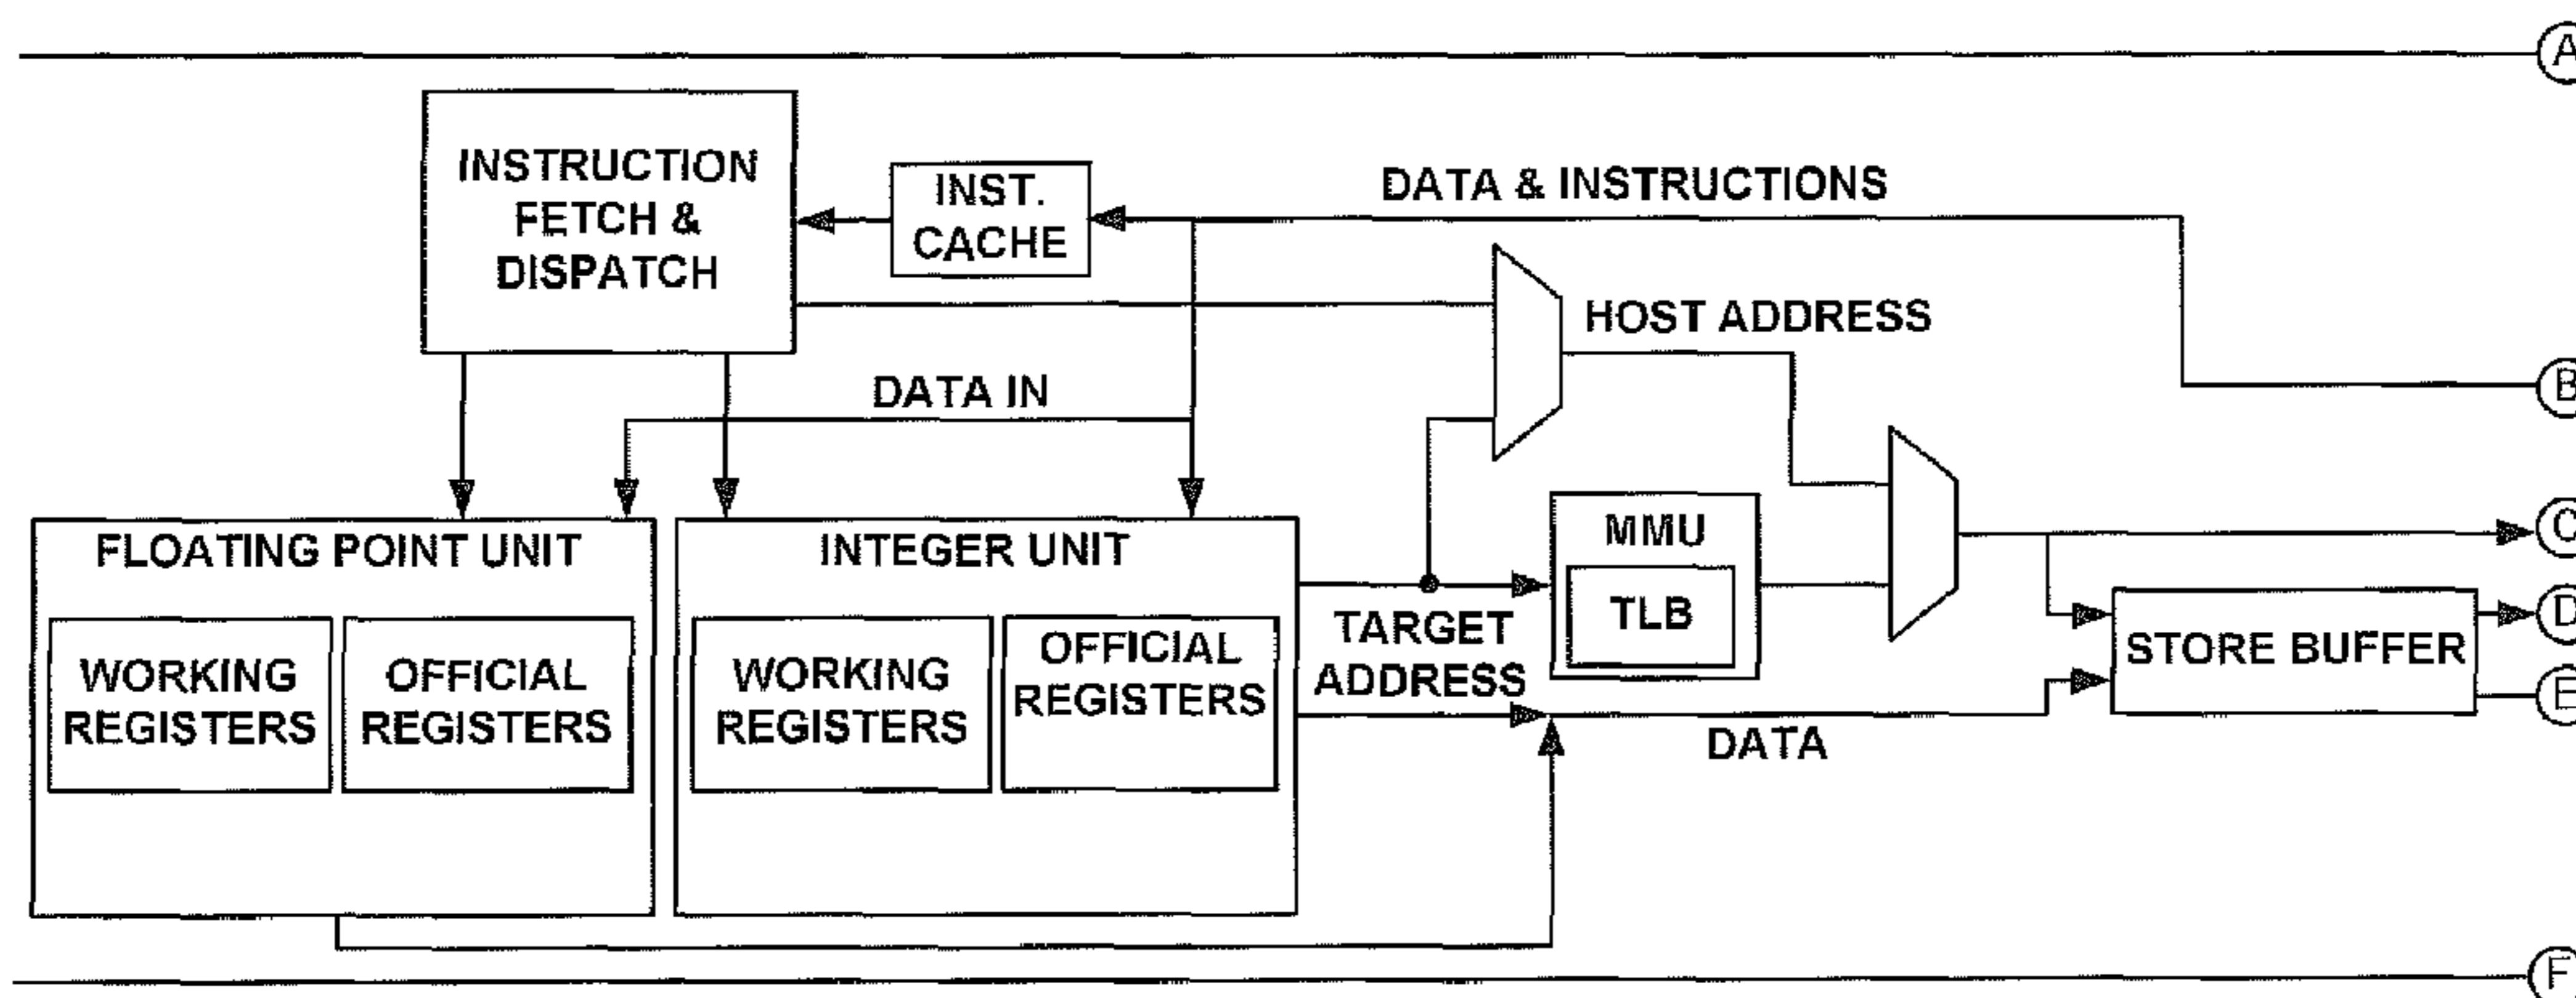 A
INSTRUCTION
FETCH &
DISPATCH
INST.
CACHE
DATA & INSTRUCTIONS
HOST ADDRESS
DATA IN
B
FLOATING POINT UNIT
WORKING
REGISTERS
OFFICIAL
REGISTERS
INTEGER UNIT
WORKING
REGISTERS
OFFICIAL
REGISTERS
TARGET
ADDRESS
MMU
TLB
DATA
STORE BUFFER
C
D
E
F